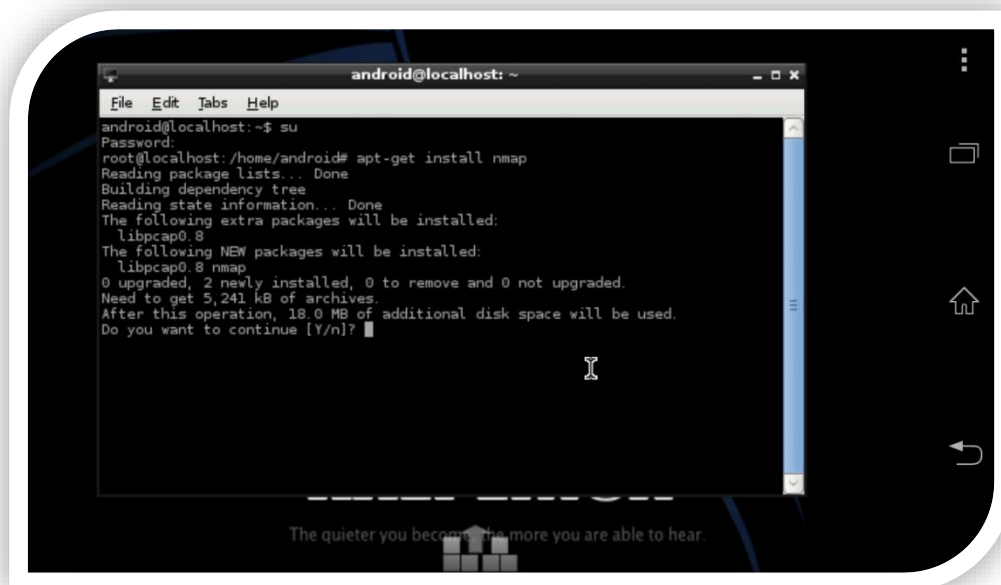 android@localhost: ~
File Edit Tabs Help
android@localhost:~$ su
Password:
root@localhost:/home/android# apt-get install nmap
Reading package lists... Done
Building dependency tree
Reading state information... Done
The following extra packages will be installed:
  libpcap0.8
The following NEW packages will be installed:
  libpcap0.8 nmap
0 upgraded, 2 newly installed, 0 to remove and 0 not upgraded.
Need to get 5,241 kB of archives.
After this operation, 18.0 MB of additional disk space will be used.
Do you want to continue [Y/n]?
The quieter you become, the more you are able to hear.